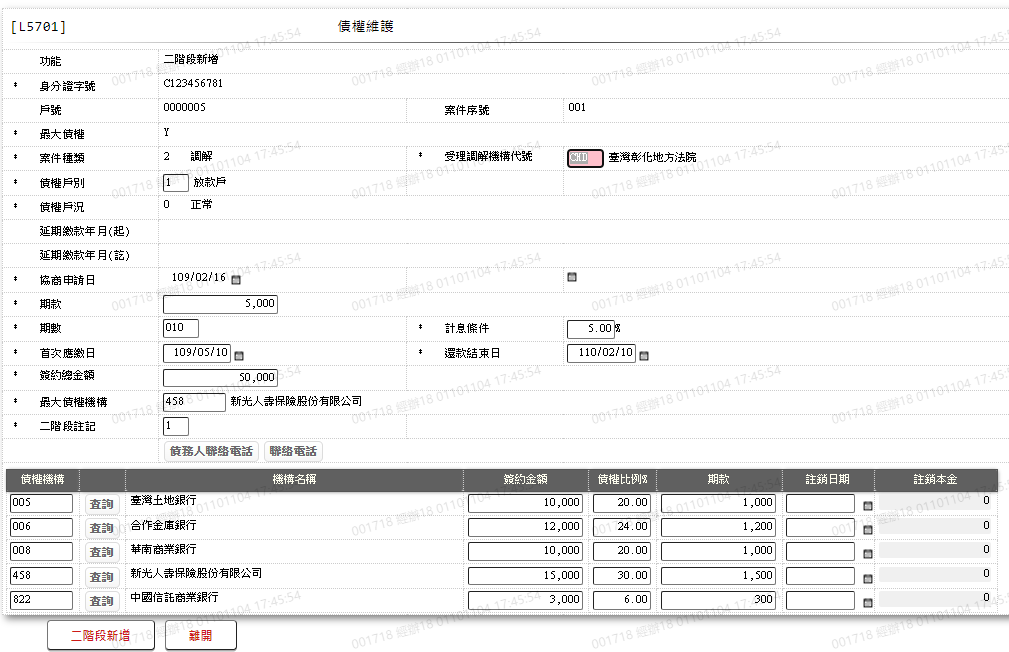 [L5701] 債權維護
功能 二階段新增
* 身分證字號 C123456781
戶號 0000005 案件序號 001
* 最大債權 Y
* 案件種類 2 調解 * 受理調解機構代號 CHD 臺灣彰化地方法院
* 債權戶別 1 放款戶
* 債權戶況 0 正常
延期繳款年月(起)
延期繳款年月(訖)
* 協商申請日 109/02/16
* 期款 5,000
* 期數 010 * 計息條件 5.00 %
* 首次應繳日 109/05/10 * 還款結束日 110/02/10
* 簽約總金額 50,000
* 最大債權機構 458 新光人壽保險股份有限公司
* 二階段註記 1
債務人聯絡電話 聯絡電話
債權機構 機構名稱 簽約金額 債權比例% 期款 註銷日期 註銷本金
005 查詢 臺灣土地銀行 10,000 20.00 1,000 0
006 查詢 合作金庫銀行 12,000 24.00 1,200 0
008 查詢 華南商業銀行 10,000 20.00 1,000 0
458 查詢 新光人壽保險股份有限公司 15,000 30.00 1,500 0
822 查詢 中國信託商業銀行 3,000 6.00 300 0
二階段新增 離開
001718 經辦18 01101104 17:45:54